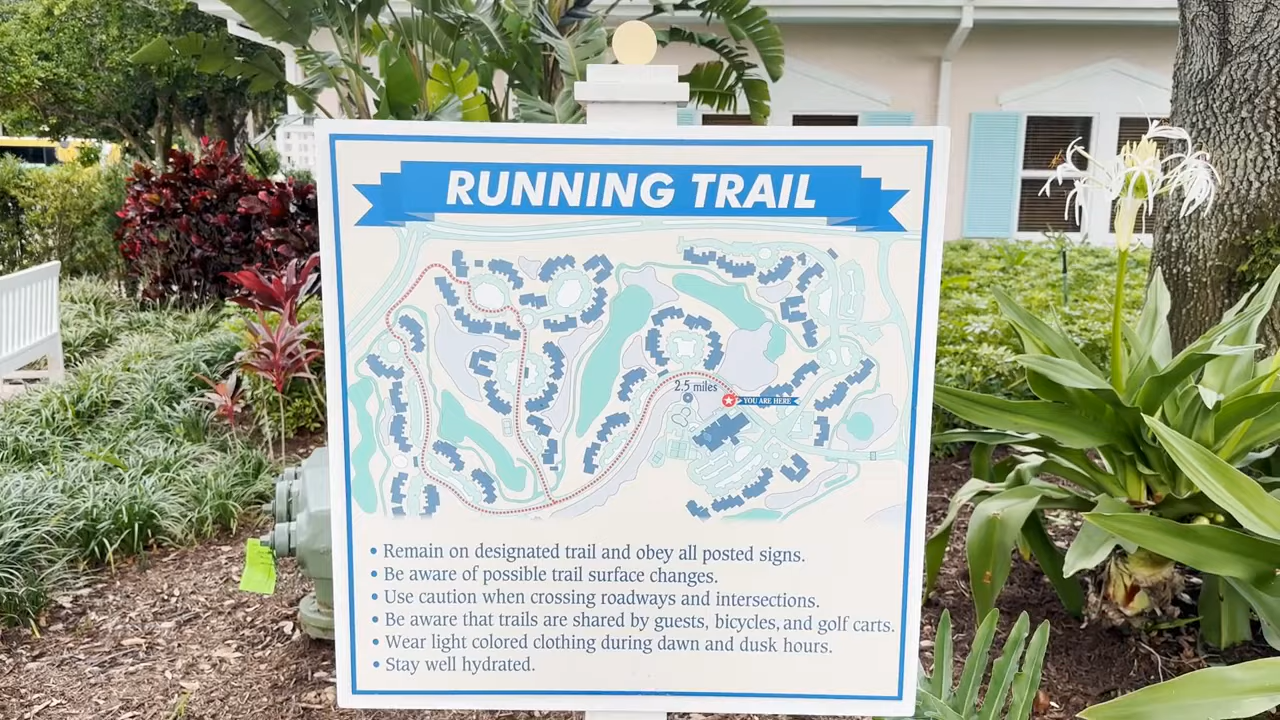 RUNNING TRAIL
2.5 miles
YOU ARE HERE
• Remain on designated trail and obey all posted signs.
• Be aware of possible trail surface changes.
• Use caution when crossing roadways and intersections.
• Be aware that trails are shared by guests, bicycles, and golf carts.
• Wear light colored clothing during dawn and dusk hours.
• Stay well hydrated.